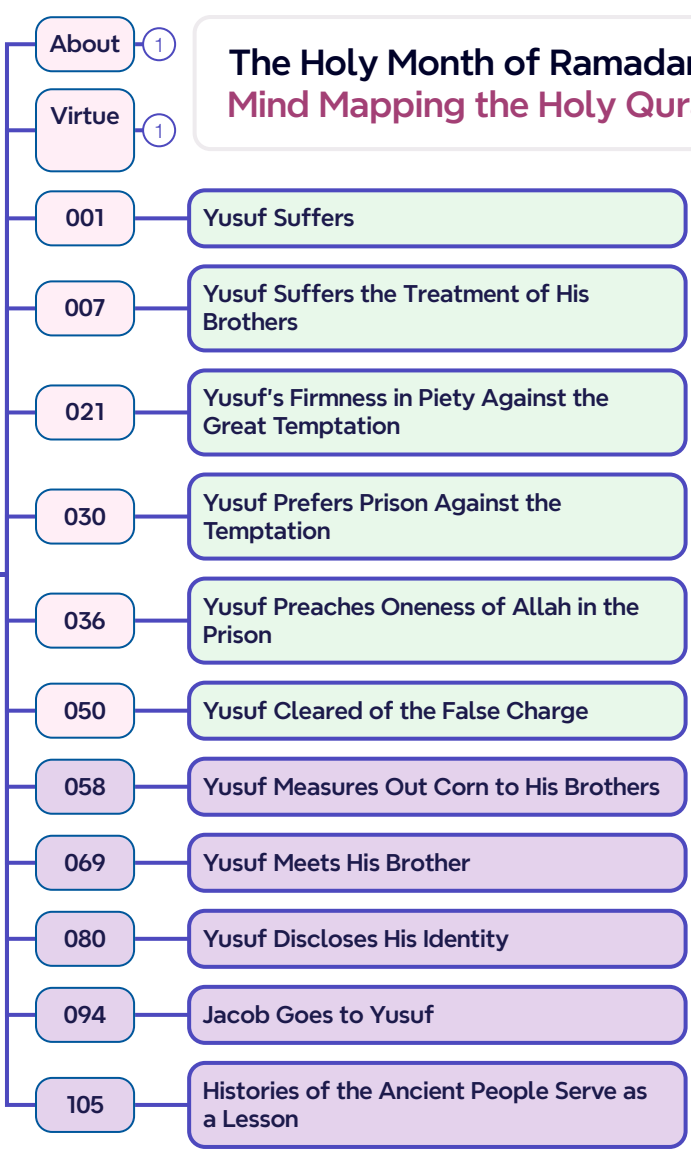 About 1
The Holy Month of Ramadan
Mind Mapping the Holy Qur
Virtue 1
001 Yusuf Suffers
007 Yusuf Suffers the Treatment of His
Brothers
021 Yusuf's Firmness in Piety Against the
Great Temptation
030 Yusuf Prefers Prison Against the
Temptation
036 Yusuf Preaches Oneness of Allah in the
Prison
050 Yusuf Cleared of the False Charge
058 Yusuf Measures Out Corn to His Brothers
069 Yusuf Meets His Brother
080 Yusuf Discloses His Identity
094 Jacob Goes to Yusuf
105 Histories of the Ancient People Serve as
a Lesson